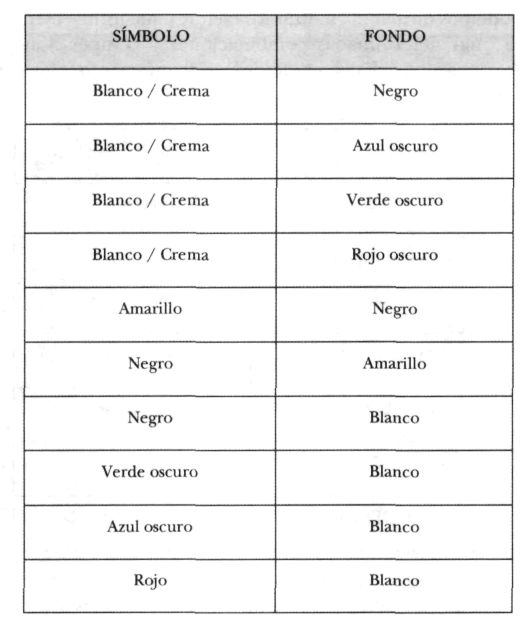 SÍMBOLO FONDO
Blanco / Crema Negro
Blanco / Crema Azul oscuro
Blanco / Crema Verde oscuro
Blanco / Crema Rojo oscuro
Amarillo Negro
Negro Amarillo
Negro Blanco
Verde oscuro Blanco
Azul oscuro Blanco
Rojo Blanco